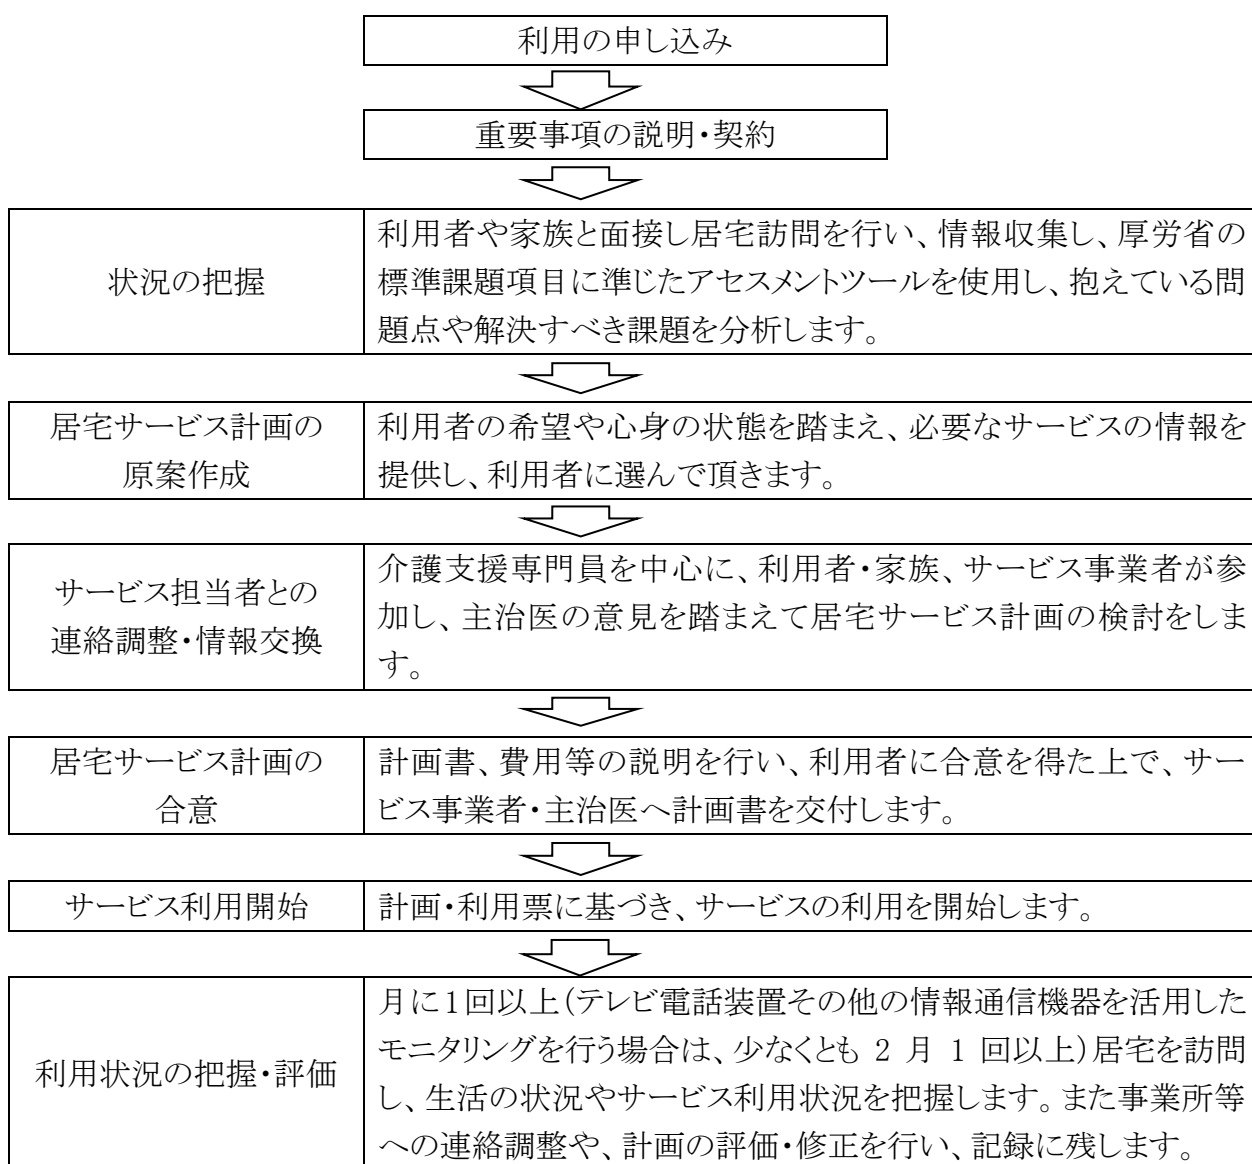 利用の申し込み
重要事項の説明・契約
状況の把握
利用者や家族と面接し居宅訪問を行い、情報収集し、厚労省の
標準課題項目に準じたアセスメントツールを使用し、抱えている問
題点や解決すべき課題を分析します。
居宅サービス計画の
原案作成
利用者の希望や心身の状態を踏まえ、必要なサービスの情報を
提供し、利用者に選んで頂きます。
サービス担当者との
連絡調整・情報交換
介護支援専門員を中心に、利用者・家族、サービス事業者が参
加し、主治医の意見を踏まえて居宅サービス計画の検討をしま
す。
居宅サービス計画の
合意
計画書、費用等の説明を行い、利用者に合意を得た上で、サー
ビス事業者・主治医へ計画書を交付します。
サービス利用開始
計画・利用票に基づき、サービスの利用を開始します。
利用状況の把握・評価
月に1回以上(テレビ電話装置その他の情報通信機器を活用した
モニタリングを行う場合は、少なくとも 2 月 1 回以上)居宅を訪問
し、生活の状況やサービス利用状況を把握します。また事業所等
への連絡調整や、計画の評価・修正を行い、記録に残します。